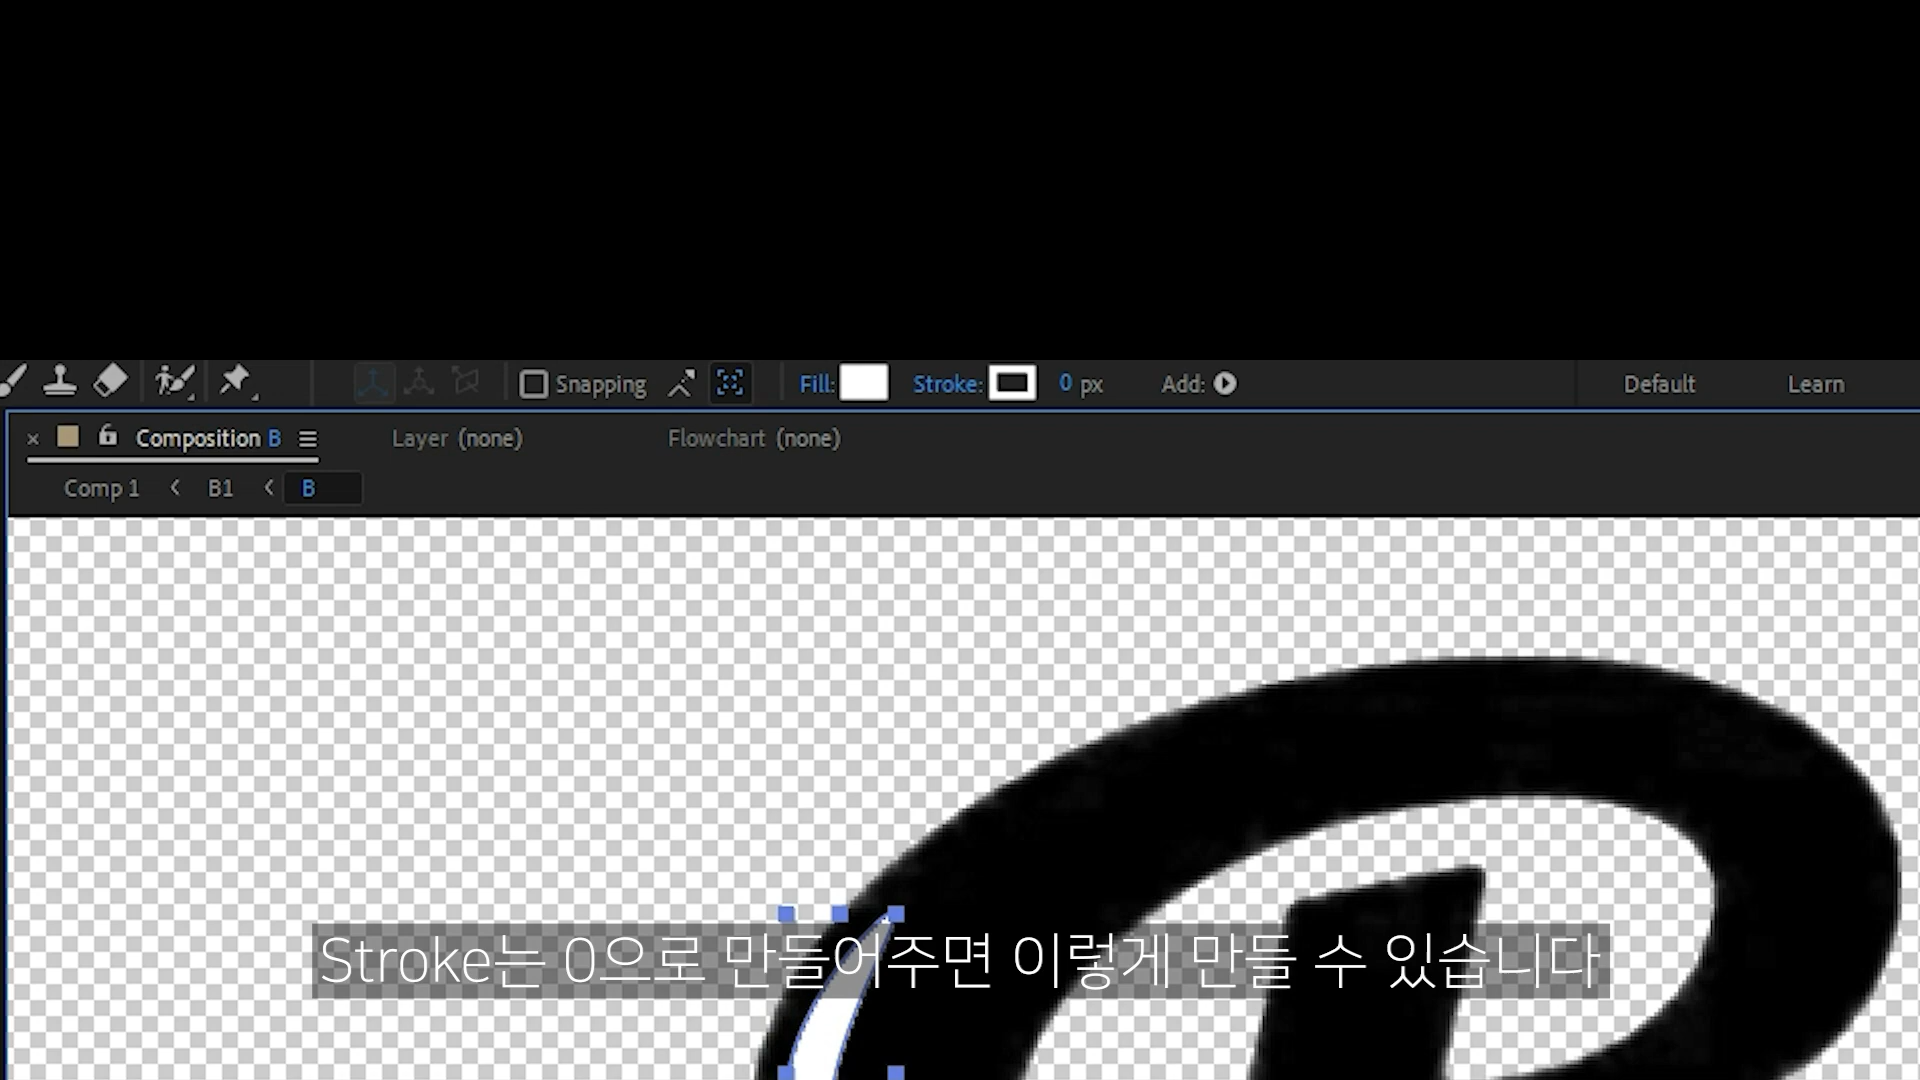 Snapping Fill: Stroke: 0 px Add: Default Learn
× Composition B Layer (none) Flowchart (none)
Comp 1 < B1 < B
Stroke는 0으로 만들어주면 이렇게 만들 수 있습니다